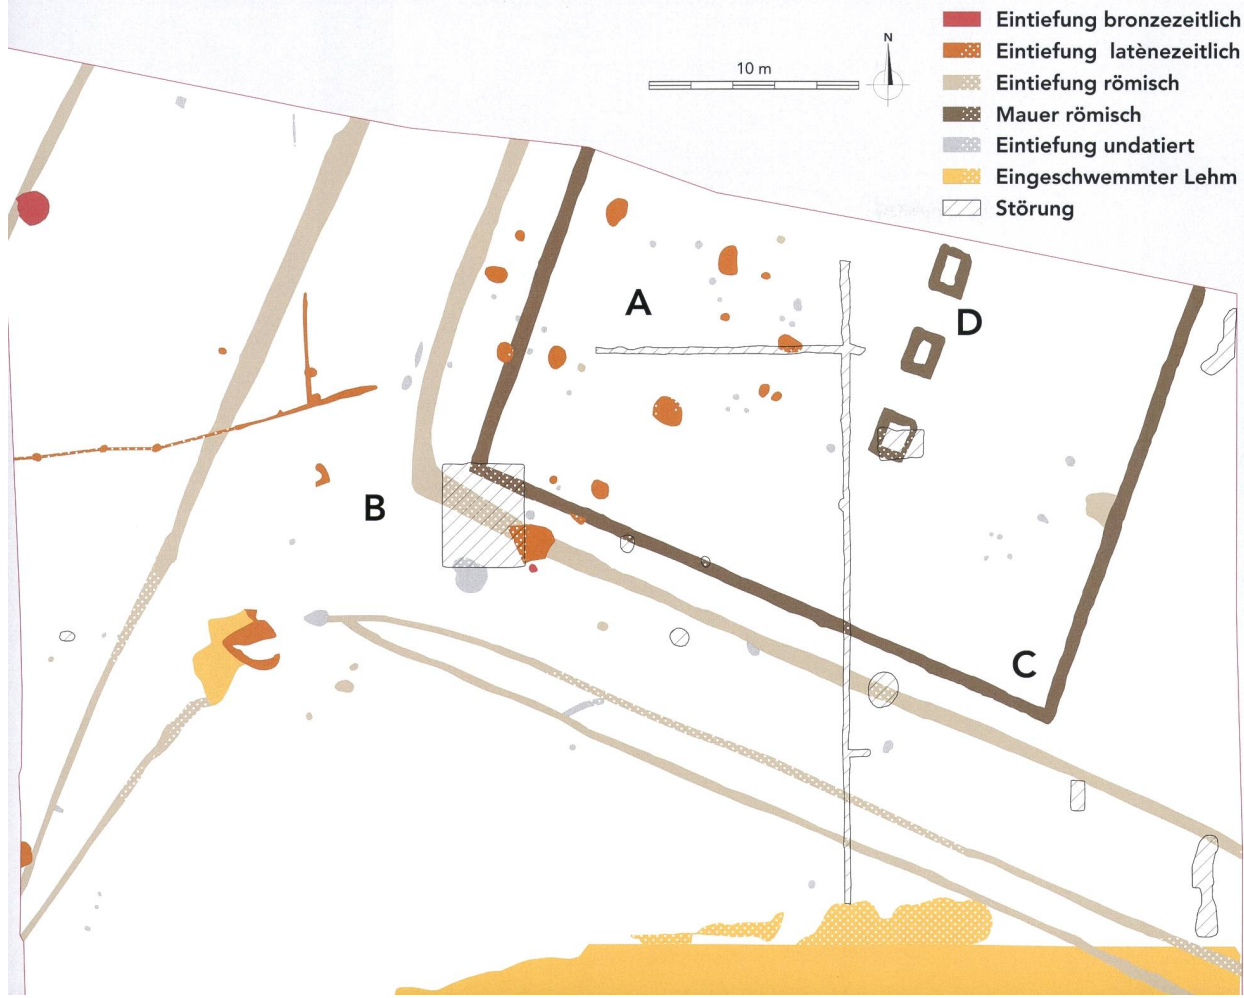 Eintiefung bronzezeitlich
Eintiefung latènezeitlich
Eintiefung römisch
Mauer römisch
Eintiefung undatiert
Eingeschwemmter Lehm
Störung
N
10 m
A
D
B
C